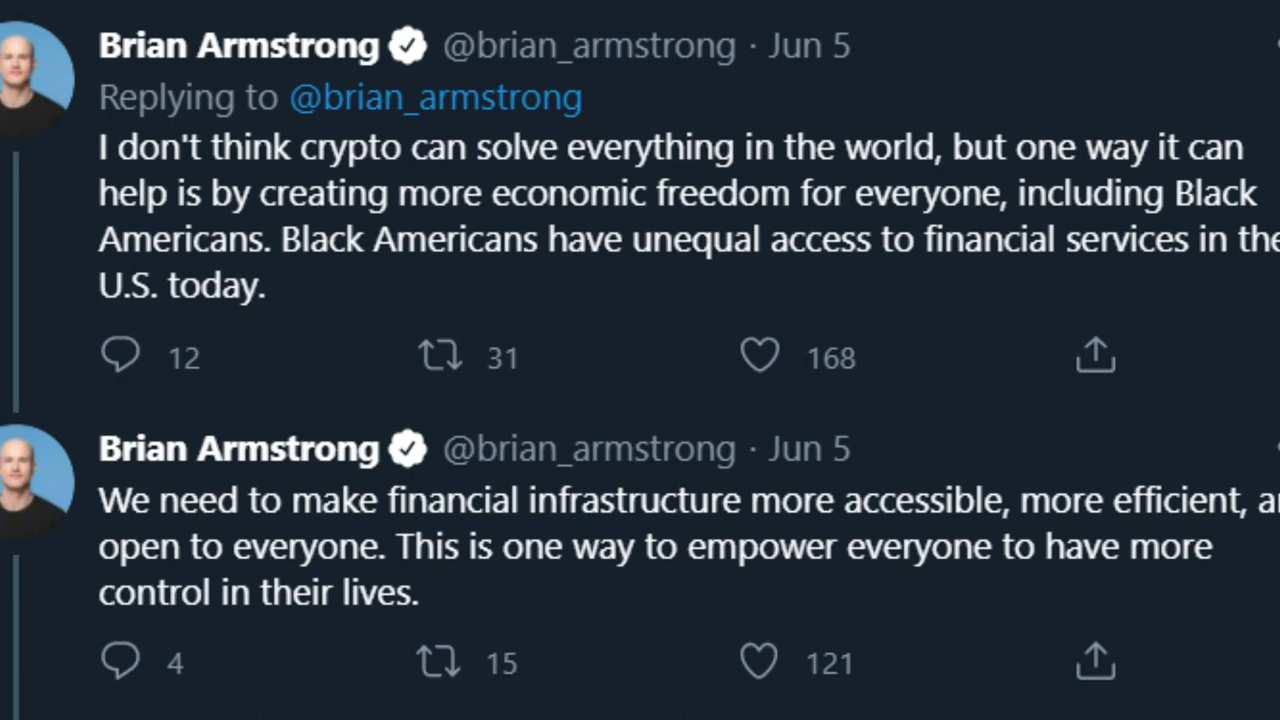 Brian Armstrong @brian_armstrong · Jun 5
Replying to @brian_armstrong
I don't think crypto can solve everything in the world, but one way it can
help is by creating more economic freedom for everyone, including Black
Americans. Black Americans have unequal access to financial services in the
U.S. today.
12 31 168
Brian Armstrong @brian_armstrong · Jun 5
We need to make financial infrastructure more accessible, more efficient,
open to everyone. This is one way to empower everyone to have more
control in their lives.
4 15 121